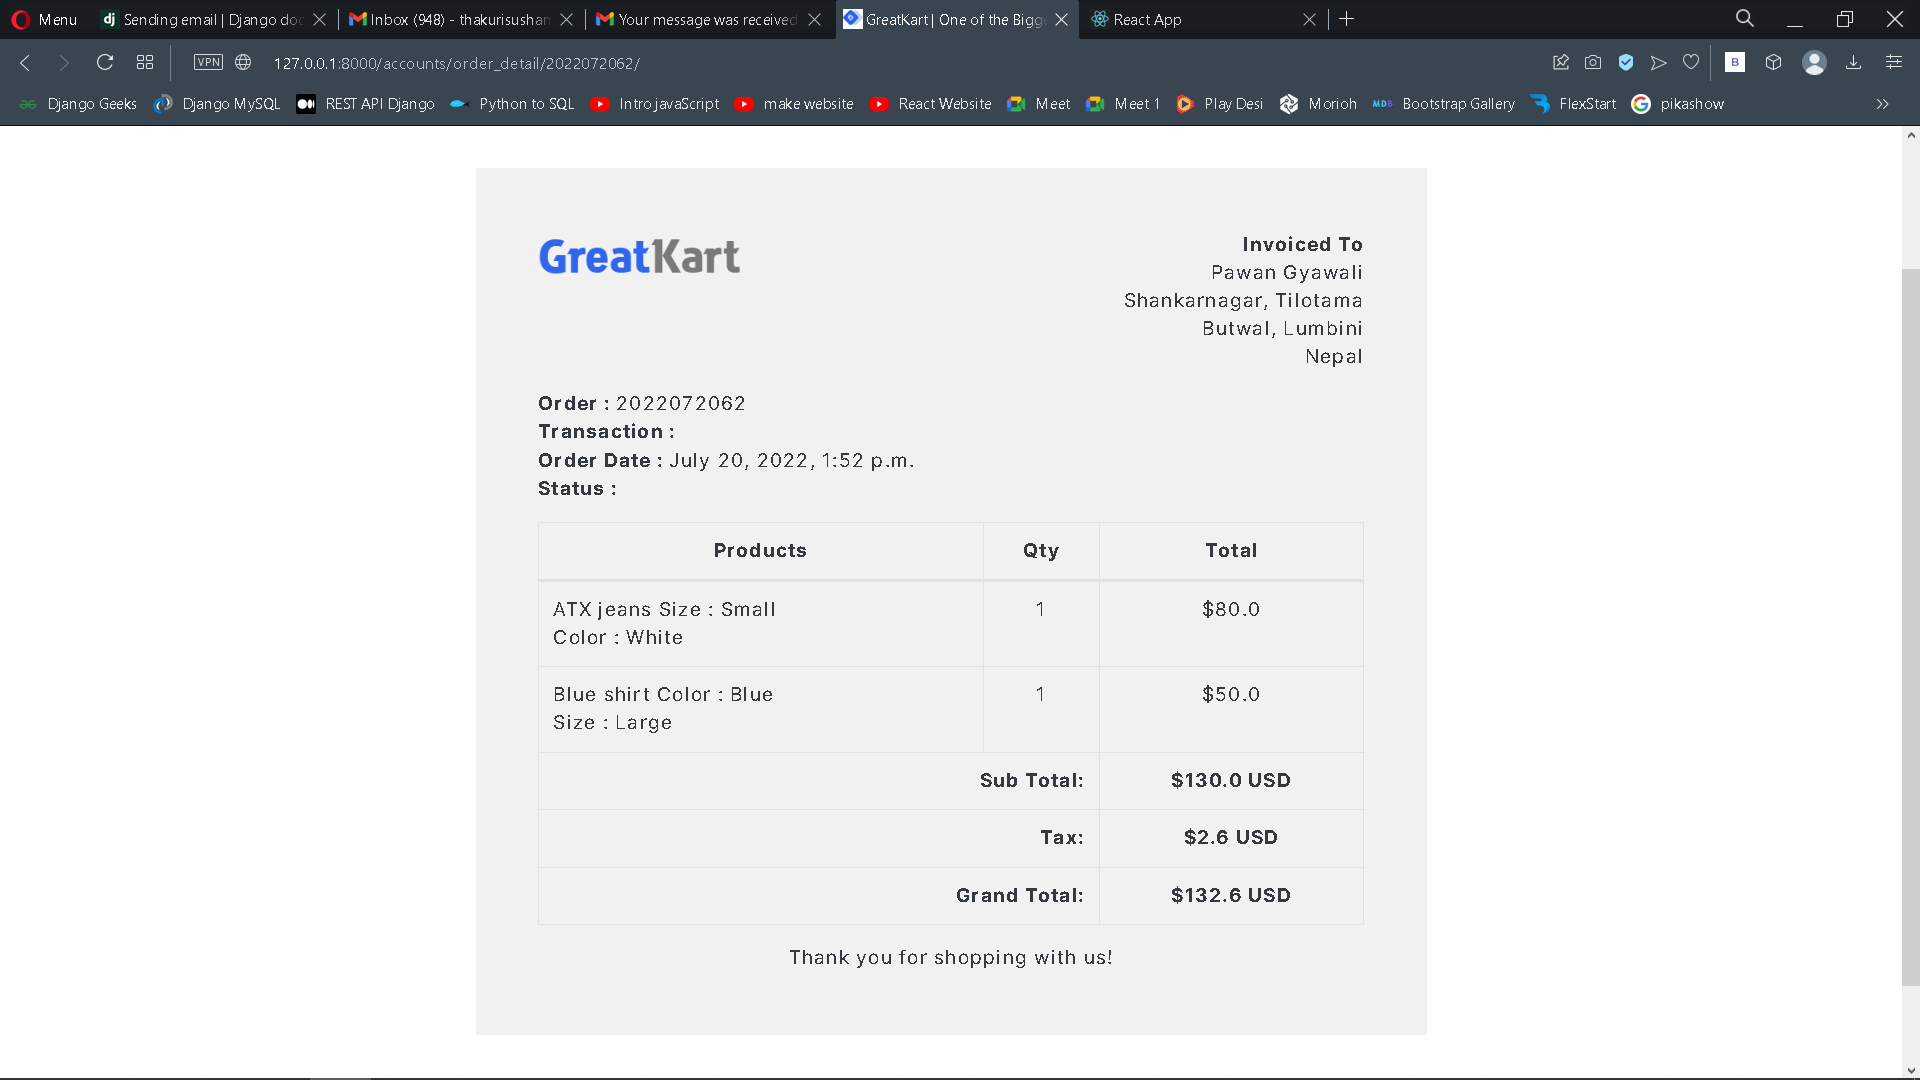 Menu
Sending email | Django doc
Inbox (948) - thakurisushan
Your message was received
GreatKart | One of the Bigg
React App
VPN
127.0.0.1:8000/accounts/order_detail/2022072062/
Django Geeks
Django MySQL
REST API Django
Python to SQL
Intro javaScript
make website
React Website
Meet
Meet 1
Play Desi
Morioh
MDB
Bootstrap Gallery
FlexStart
pikashow
GreatKart
Invoiced To
Pawan Gyawali
Shankarnagar, Tilotama
Butwal, Lumbini
Nepal
Order : 2022072062
Transaction :
Order Date : July 20, 2022, 1:52 p.m.
Status :
Products Qty Total
ATX jeans Size : Small 1 $80.0
Color : White
Blue shirt Color : Blue 1 $50.0
Size : Large
Sub Total: $130.0 USD
Tax: $2.6 USD
Grand Total: $132.6 USD
Thank you for shopping with us!